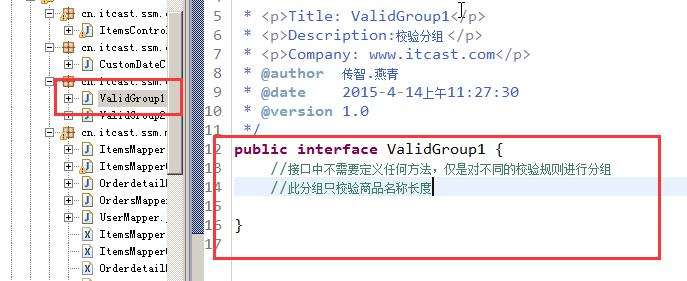 cn.itcast.ssm.
ItemsContro
cn.itcast.ssm.
CustomDateC
cn.itcast.ssm.
ValidGroup1
ValidGroup2
cn.itcast.ssm.
ItemsMapper
ItemsMapper
Orderdetail
OrdersMappe
UserMapper.
ItemsMapper
ItemsMapper
Orderdetail
5 * <p>Title: ValidGroup1</p>
6 * <p>Description:校验分组</p>
7 * <p>Company: www.itcast.com</p>
8 * @author 传智.燕青
9 * @date 2015-4-14上午11:27:30
10 * @version 1.0
11 */
12 public interface ValidGroup1 {
13 //接口中不需要定义任何方法，仅是对不同的校验规则进行分组
14 //此分组只校验商品名称长度
15
16 }
17